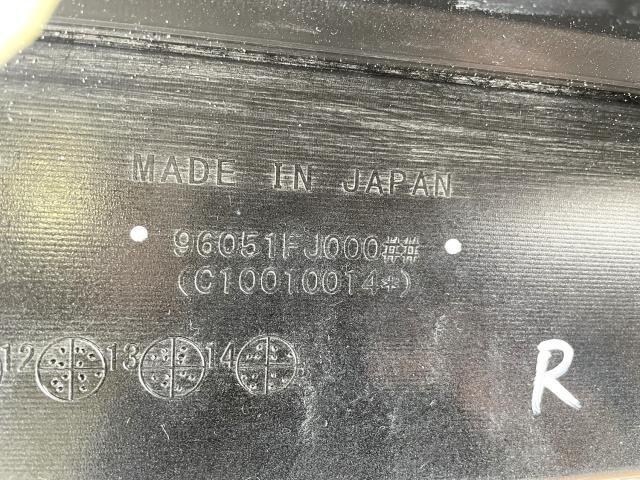 MADE IN JAPAN
96051FJ000##
(C10010014*)
12 13 14
R